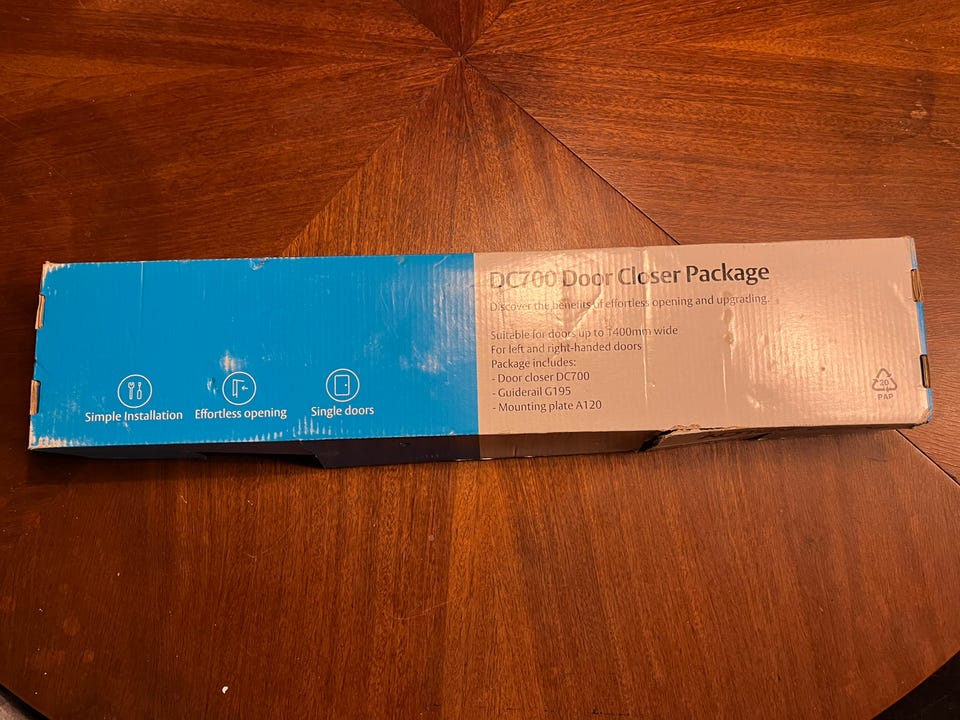 DC700 Door Closer Package
Discover the benefits of effortless opening and upgrading.
Suitable for doors up to 1400mm wide
For left and right-handed doors
Package includes:
- Door closer DC700
- Guiderail G195
- Mounting plate A120
Simple Installation
Effortless opening
Single doors
20
PAP